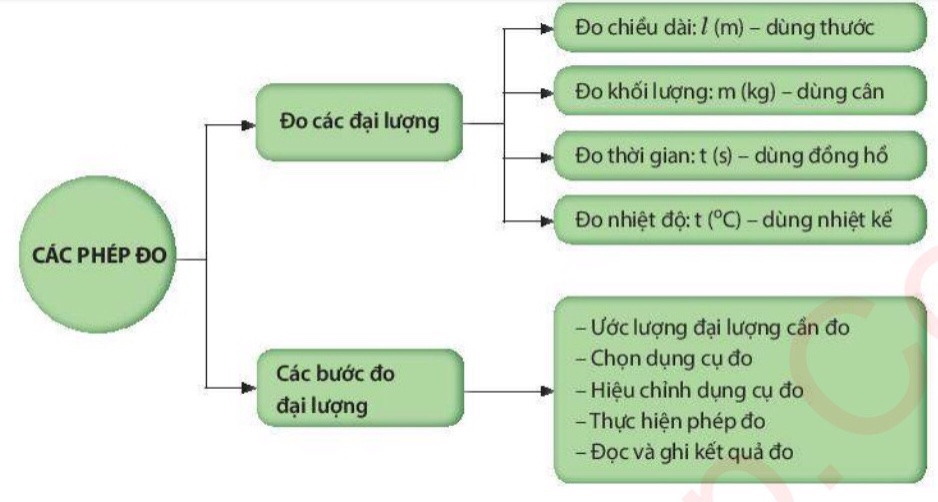 CÁC PHÉP ĐO
Đo các đại lượng
Đo chiều dài: l (m) – dùng thước
Đo khối lượng: m (kg) – dùng cân
Đo thời gian: t (s) – dùng đồng hồ
Đo nhiệt độ: t (⁰C) – dùng nhiệt kế
Các bước đo
đại lượng
– Ước lượng đại lượng cần đo
– Chọn dụng cụ đo
– Hiệu chỉnh dụng cụ đo
– Thực hiện phép đo
– Đọc và ghi kết quả đo